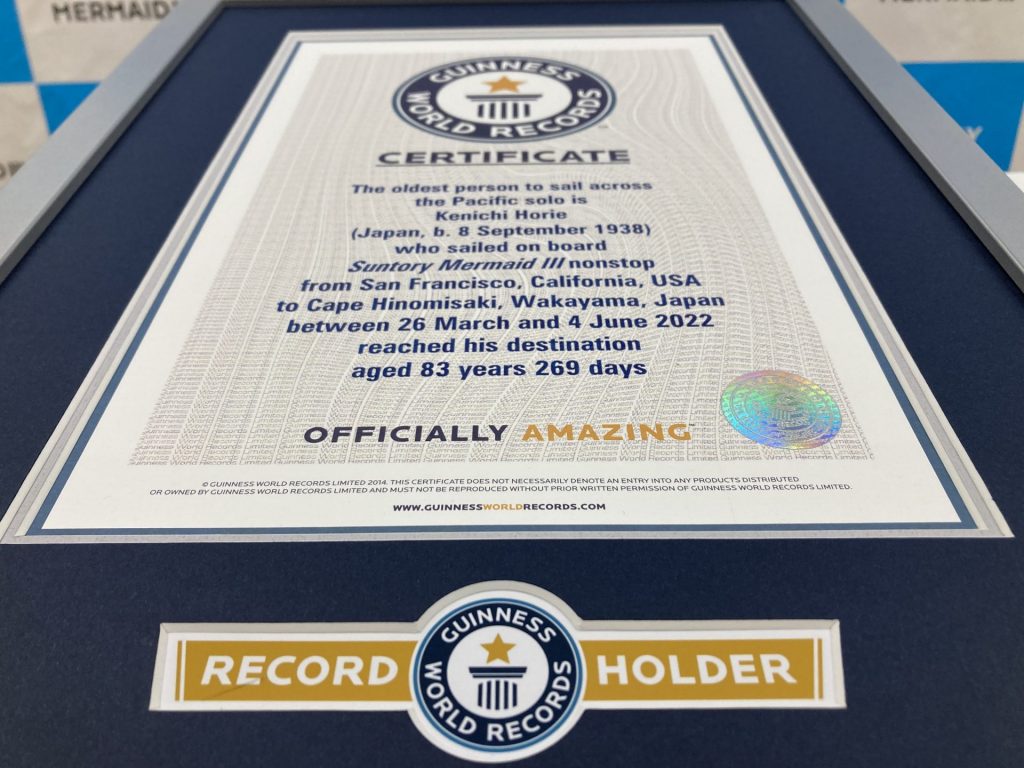 MERMAID
MERMAID
GUINNESS
WORLD RECORDS
CERTIFICATE
The oldest person to sail across
the Pacific solo is
Kenichi Horie
(Japan, b. 8 September 1938)
who sailed on board
Suntory Mermaid III nonstop
from San Francisco, California, USA
to Cape Hinomisaki, Wakayama, Japan
between 26 March and 4 June 2022
reached his destination
aged 83 years 269 days
OFFICIALLY AMAZING™
© GUINNESS WORLD RECORDS LIMITED 2014. THIS CERTIFICATE DOES NOT NECESSARILY DENOTE AN ENTRY INTO ANY PRODUCTS DISTRIBUTED
OR OWNED BY GUINNESS WORLD RECORDS LIMITED AND MUST NOT BE REPRODUCED WITHOUT PRIOR WRITTEN PERMISSION OF GUINNESS WORLD RECORDS LIMITED.
WWW.GUINNESSWORLDRECORDS.COM
RECORD
GUINNESS
WORLD RECORDS
HOLDER